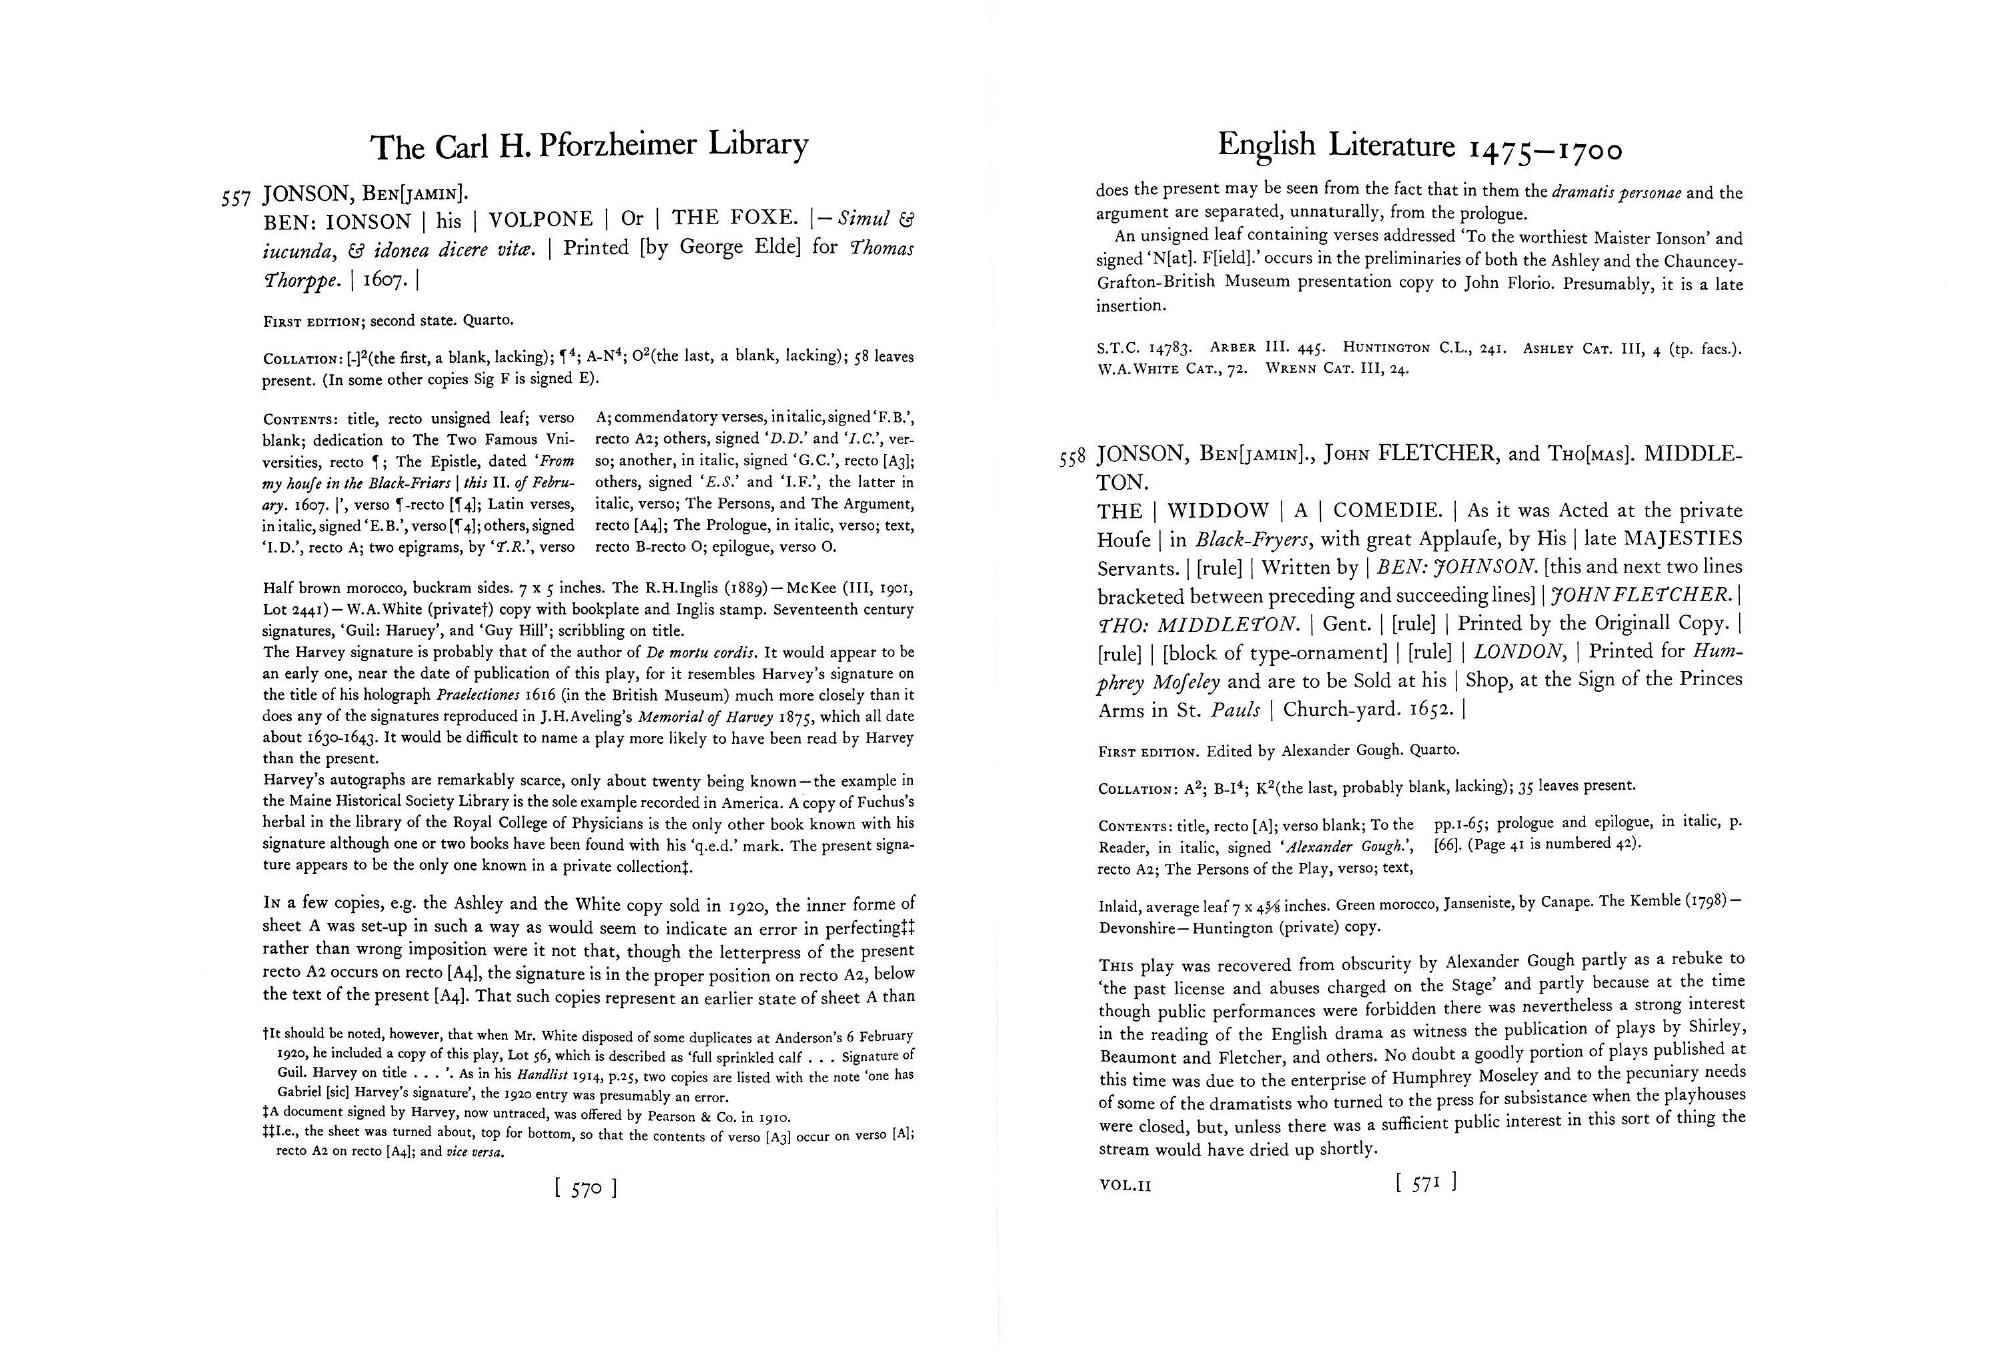 The Carl H. Pforzheimer Library
557 JONSON, BEN[JAMIN].
BEN: IONSON | his | VOLPONE | Or | THE FOXE. |— Simul &
iucunda, & idonea dicere vitæ. | Printed [by George Elde] for Thomas
Thorppe. | 1607. |
FIRST EDITION; second state. Quarto.
COLLATION: [-]²(the first, a blank, lacking); ¶⁴; A-N⁴; O²(the last, a blank, lacking); 58 leaves
present. (In some other copies Sig F is signed E).
CONTENTS: title, recto unsigned leaf; verso
blank; dedication to The Two Famous Vni-
versities, recto ¶; The Epistle, dated ‘From
my houſe in the Black-Friars | this II. of Febru-
ary. 1607. |’, verso ¶-recto [¶4]; Latin verses,
in italic, signed ‘E.B.’, verso [¶4]; others, signed
‘I.D.’, recto A; two epigrams, by ‘T.R.’, verso
A; commendatory verses, in italic, signed ‘F.B.’,
recto A2; others, signed ‘D.D.’ and ‘I.C.’, ver-
so; another, in italic, signed ‘G.C.’, recto [A3];
others, signed ‘E.S.’ and ‘I.F.’, the latter in
italic, verso; The Persons, and The Argument,
recto [A4]; The Prologue, in italic, verso; text,
recto B-recto O; epilogue, verso O.
Half brown morocco, buckram sides. 7 x 5 inches. The R.H.Inglis (1889)—McKee (III, 1901,
Lot 2441)—W.A.White (private†) copy with bookplate and Inglis stamp. Seventeenth century
signatures, ‘Guil: Haruey’, and ‘Guy Hill’; scribbling on title.
The Harvey signature is probably that of the author of De mortu cordis. It would appear to be
an early one, near the date of publication of this play, for it resembles Harvey's signature on
the title of his holograph Praelectiones 1616 (in the British Museum) much more closely than it
does any of the signatures reproduced in J.H.Aveling's Memorial of Harvey 1875, which all date
about 1630-1643. It would be difficult to name a play more likely to have been read by Harvey
than the present.
Harvey's autographs are remarkably scarce, only about twenty being known—the example in
the Maine Historical Society Library is the sole example recorded in America. A copy of Fuchus's
herbal in the library of the Royal College of Physicians is the only other book known with his
signature although one or two books have been found with his ‘q.e.d.’ mark. The present signa-
ture appears to be the only one known in a private collection‡.
IN a few copies, e.g. the Ashley and the White copy sold in 1920, the inner forme of
sheet A was set-up in such a way as would seem to indicate an error in perfecting‡‡
rather than wrong imposition were it not that, though the letterpress of the present
recto A2 occurs on recto [A4], the signature is in the proper position on recto A2, below
the text of the present [A4]. That such copies represent an earlier state of sheet A than
†It should be noted, however, that when Mr. White disposed of some duplicates at Anderson's 6 February
1920, he included a copy of this play, Lot 56, which is described as ‘full sprinkled calf . . . Signature of
Guil. Harvey on title . . . ’. As in his Handlist 1914, p.25, two copies are listed with the note ‘one has
Gabriel [sic] Harvey's signature’, the 1920 entry was presumably an error.
‡A document signed by Harvey, now untraced, was offered by Pearson & Co. in 1910.
‡‡I.e., the sheet was turned about, top for bottom, so that the contents of verso [A3] occur on verso [A];
recto A2 on recto [A4]; and vice versa.
[ 570 ]
English Literature 1475—1700
does the present may be seen from the fact that in them the dramatis personae and the
argument are separated, unnaturally, from the prologue.
An unsigned leaf containing verses addressed ‘To the worthiest Maister Ionson’ and
signed ‘N[at]. F[ield].’ occurs in the preliminaries of both the Ashley and the Chauncey-
Grafton-British Museum presentation copy to John Florio. Presumably, it is a late
insertion.
S.T.C. 14783. ARBER III. 445. HUNTINGTON C.L., 241. ASHLEY CAT. III, 4 (tp. facs.).
W.A.WHITE CAT., 72. WRENN CAT. III, 24.
558 JONSON, BEN[JAMIN]., JOHN FLETCHER, and THO[MAS]. MIDDLE-
TON.
THE | WIDDOW | A | COMEDIE. | As it was Acted at the private
Houſe | in Black-Fryers, with great Applauſe, by His | late MAJESTIES
Servants. | [rule] | Written by | BEN: JOHNSON. [this and next two lines
bracketed between preceding and succeeding lines] | JOHN FLETCHER. |
THO: MIDDLETON. | Gent. | [rule] | Printed by the Originall Copy. |
[rule] | [block of type-ornament] | [rule] | LONDON, | Printed for Hum-
phrey Moſeley and are to be Sold at his | Shop, at the Sign of the Princes
Arms in St. Pauls | Church-yard. 1652. |
FIRST EDITION. Edited by Alexander Gough. Quarto.
COLLATION: A²; B-I⁴; K²(the last, probably blank, lacking); 35 leaves present.
CONTENTS: title, recto [A]; verso blank; To the
Reader, in italic, signed ‘Alexander Gough.’,
recto A2; The Persons of the Play, verso; text,
pp.1-65; prologue and epilogue, in italic, p.
[66]. (Page 41 is numbered 42).
Inlaid, average leaf 7 x 4⅝ inches. Green morocco, Janseniste, by Canape. The Kemble (1798)—
Devonshire—Huntington (private) copy.
THIS play was recovered from obscurity by Alexander Gough partly as a rebuke to
‘the past license and abuses charged on the Stage’ and partly because at the time
though public performances were forbidden there was nevertheless a strong interest
in the reading of the English drama as witness the publication of plays by Shirley,
Beaumont and Fletcher, and others. No doubt a goodly portion of plays published at
this time was due to the enterprise of Humphrey Moseley and to the pecuniary needs
of some of the dramatists who turned to the press for subsistance when the playhouses
were closed, but, unless there was a sufficient public interest in this sort of thing the
stream would have dried up shortly.
VOL.II
[ 571 ]